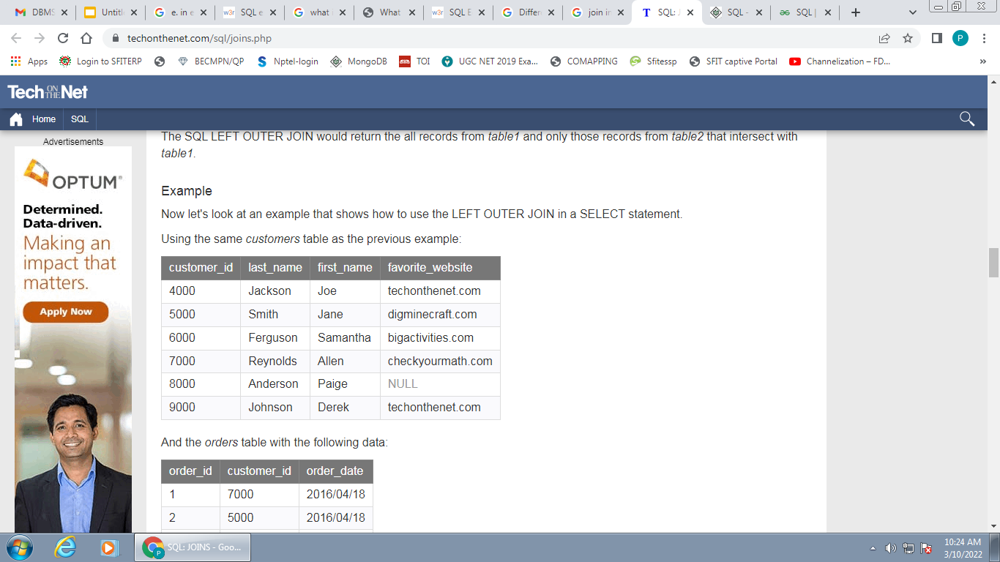 DBMS
Untitl
e. in e
SQL e
what
What
SQL E
Differ
join in
SQL: J
SQL -
SQL |
techonthenet.com/sql/joins.php
P
Apps
Login to SFITERP
BECMPN/QP
Nptel-login
MongoDB
TOI
UGC NET 2019 Exa...
COMAPPING
Sfitessp
SFIT captive Portal
Channelization – FD...
»
Tech ON THE Net
Home SQL
Advertisements
OPTUM®
Determined.
Data-driven.
Making an
impact that
matters.
Apply Now
The SQL LEFT OUTER JOIN would return the all records from table1 and only those records from table2 that intersect with
table1.
Example
Now let's look at an example that shows how to use the LEFT OUTER JOIN in a SELECT statement.
Using the same customers table as the previous example:
customer_id last_name first_name favorite_website
4000 Jackson Joe techonthenet.com
5000 Smith Jane digminecraft.com
6000 Ferguson Samantha bigactivities.com
7000 Reynolds Allen checkyourmath.com
8000 Anderson Paige NULL
9000 Johnson Derek techonthenet.com
And the orders table with the following data:
order_id customer_id order_date
1 7000 2016/04/18
2 5000 2016/04/18
SQL: JOINS - Goo...
10:24 AM
3/10/2022